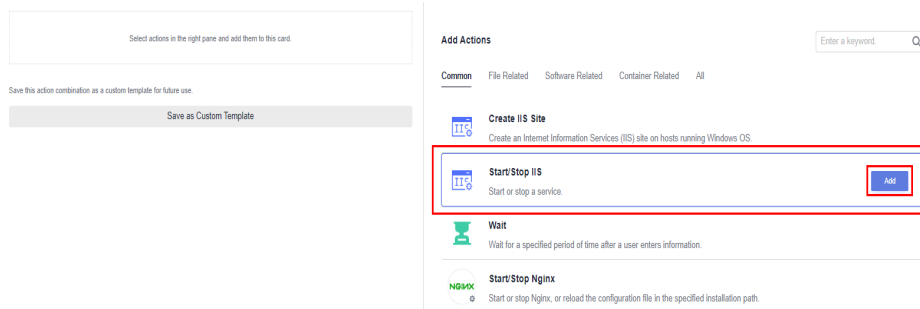 Select actions in the right pane and add them to this card.
Save this action combination as a custom template for future use.
Save as Custom Template
Add Actions
Enter a keyword.
Common File Related Software Related Container Related All
IIS
Create IIS Site
Create an Internet Information Services (IIS) site on hosts running Windows OS.
IIS
Start/Stop IIS
Start or stop a service.
Add
Wait
Wait for a specified period of time after a user enters information.
NGINX
Start/Stop Nginx
Start or stop Nginx, or reload the configuration file in the specified installation path.